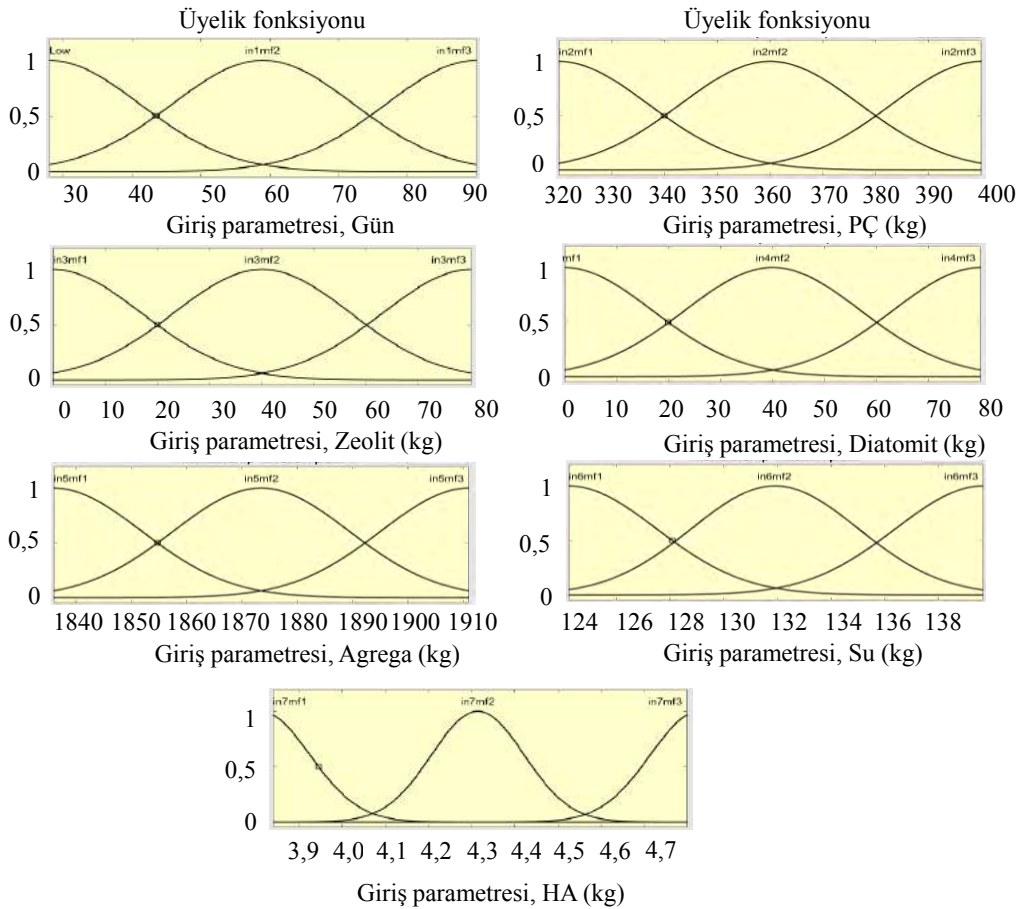 Üyelik fonksiyonu
Üyelik fonksiyonu
Low in1mf2 in1mf3
1
0,5
0
30 40 50 60 70 80 90
Giriş parametresi, Gün
in2mf1 in2mf2 in2mf3
1
0,5
0
320 330 340 350 360 370 380 390 400
Giriş parametresi, PÇ (kg)
in3mf1 in3mf2 in3mf3
1
0,5
0
0 10 20 30 40 50 60 70 80
Giriş parametresi, Zeolit (kg)
mf1 in4mf2 in4mf3
1
0,5
0
0 10 20 30 40 50 60 70 80
Giriş parametresi, Diatomit (kg)
in5mf1 in5mf2 in5mf3
1
0,5
0
1840 1850 1860 1870 1880 1890 1900 1910
Giriş parametresi, Agrega (kg)
in6mf1 in6mf2 in6mf3
1
0,5
0
124 126 128 130 132 134 136 138
Giriş parametresi, Su (kg)
in7mf1 in7mf2 in7mf3
1
0,5
0
3,9 4,0 4,1 4,2 4,3 4,4 4,5 4,6 4,7
Giriş parametresi, HA (kg)